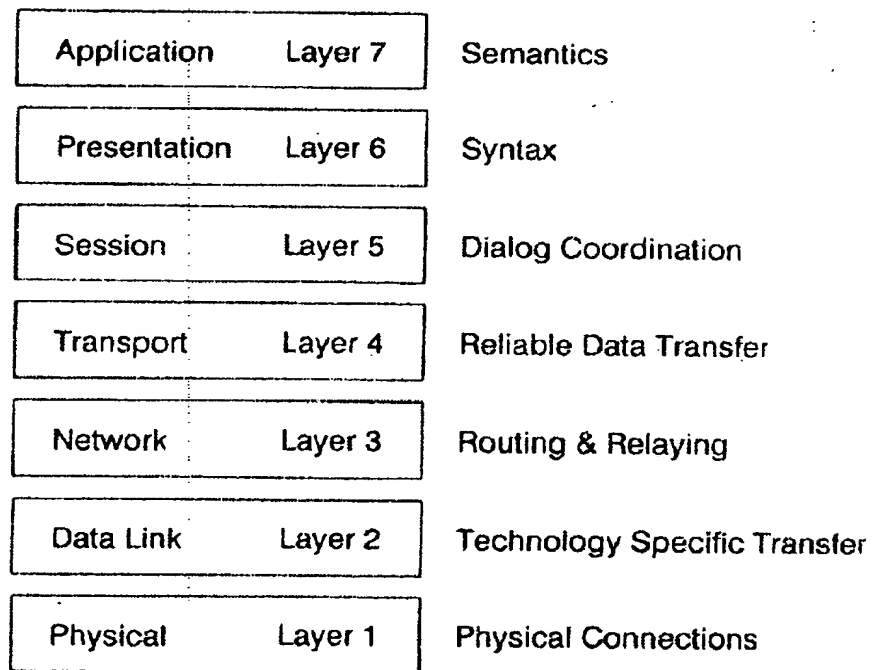 Application Layer 7 Semantics
Presentation Layer 6 Syntax
Session Layer 5 Dialog Coordination
Transport Layer 4 Reliable Data Transfer
Network Layer 3 Routing & Relaying
Data Link Layer 2 Technology Specific Transfer
Physical Layer 1 Physical Connections